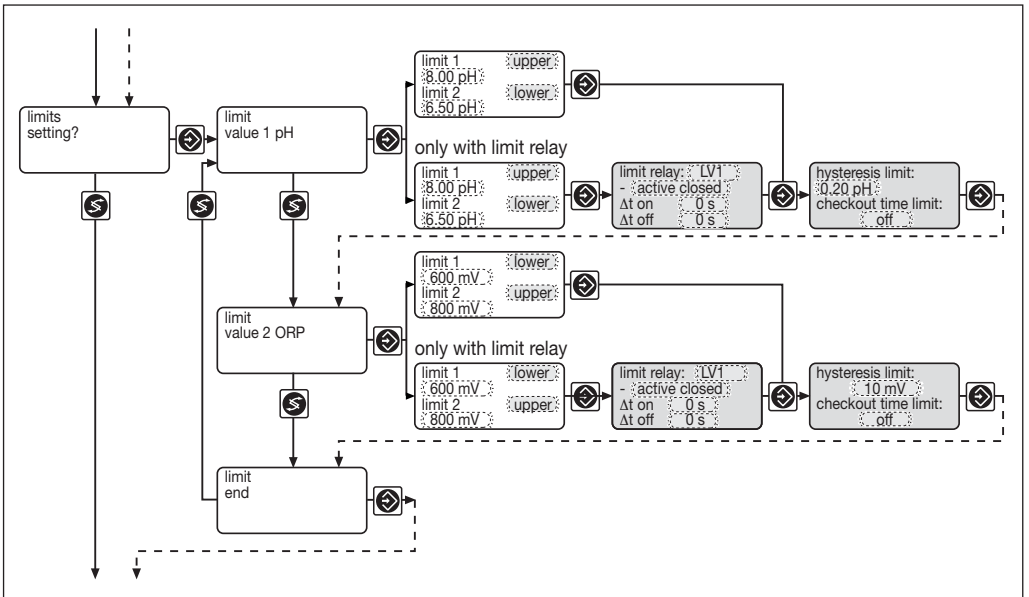 limits
setting?
limit
value 1 pH
limit 1 upper
8.00 pH
limit 2 lower
6.50 pH
only with limit relay
limit 1 upper
8.00 pH
limit 2 lower
6.50 pH
limit relay: LV1
- active closed
Δt on 0 s
Δt off 0 s
hysteresis limit:
0.20 pH
checkout time limit:
off
limit
value 2 ORP
limit 1 lower
600 mV
limit 2 upper
800 mV
only with limit relay
limit 1 lower
600 mV
limit 2 upper
800 mV
limit relay: LV1
- active closed
Δt on 0 s
Δt off 0 s
hysteresis limit:
10 mV
checkout time limit:
off
limit
end